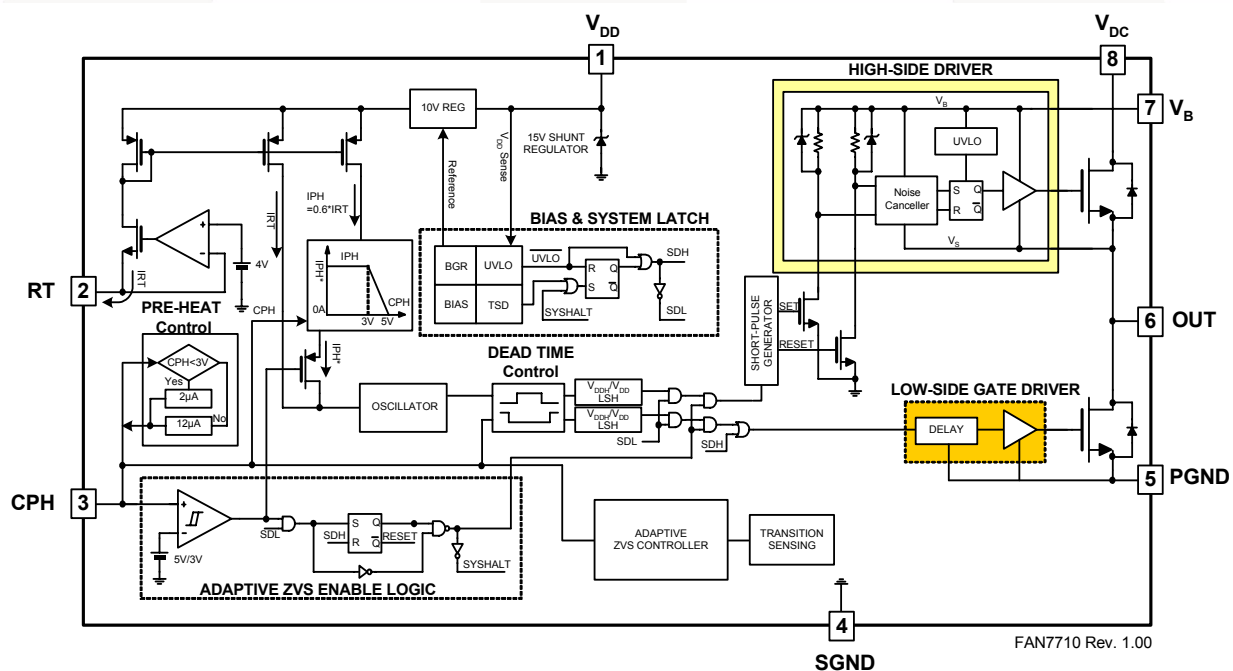 VDD
1
VDC
8
HIGH-SIDE DRIVER
VB
7
VB
10V REG
15V SHUNT
REGULATOR
VDD Sense
Reference
UVLO
Noise
Canceller
S
Q
R
Q
VS
IPH
=0.6*IRT
IRT
4V
RT
2
IRT
BIAS & SYSTEM LATCH
BGR
UVLO
BIAS
TSD
UVLO
R
Q
S
Q
SYSHALT
SDH
SDL
IPH*
IPH
0A
CPH
3V
5V
IPH*
PRE-HEAT
Control
CPH
CPH<3V
Yes
2µA
No
12µA
SHORT-PULSE
GENERATOR
SET
RESET
6
OUT
DEAD TIME
Control
OSCILLATOR
VDDH/VDD
LSH
VDDH/VDD
LSH
SDL
SDH
LOW-SIDE GATE DRIVER
DELAY
5
PGND
CPH
3
5V/3V
SDL
SDH
S
Q
R
Q
RESET
SYSHALT
ADAPTIVE ZVS ENABLE LOGIC
ADAPTIVE
ZVS CONTROLLER
TRANSITION
SENSING
4
SGND
FAN7710 Rev. 1.00